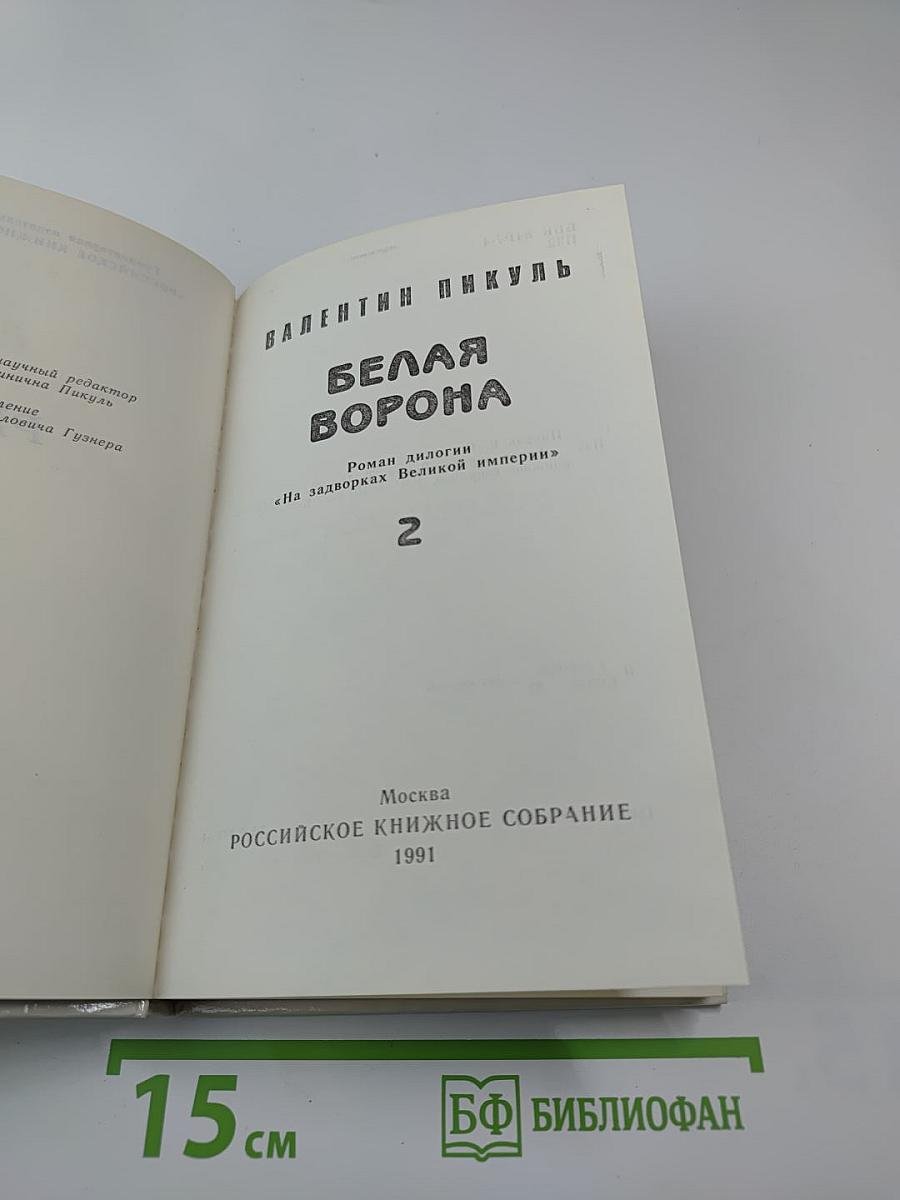 научный редактор
Пикуль
Гузнера
ВАЛЕНТИН ПИКУЛЬ
БЕЛАЯ
ВОРОНА
Роман дилогии
«На задворках Великой империи»
2
Москва
РОССИЙСКОЕ КНИЖНОЕ СОБРАНИЕ
1991
15 см
БФ БИБЛИОФАН